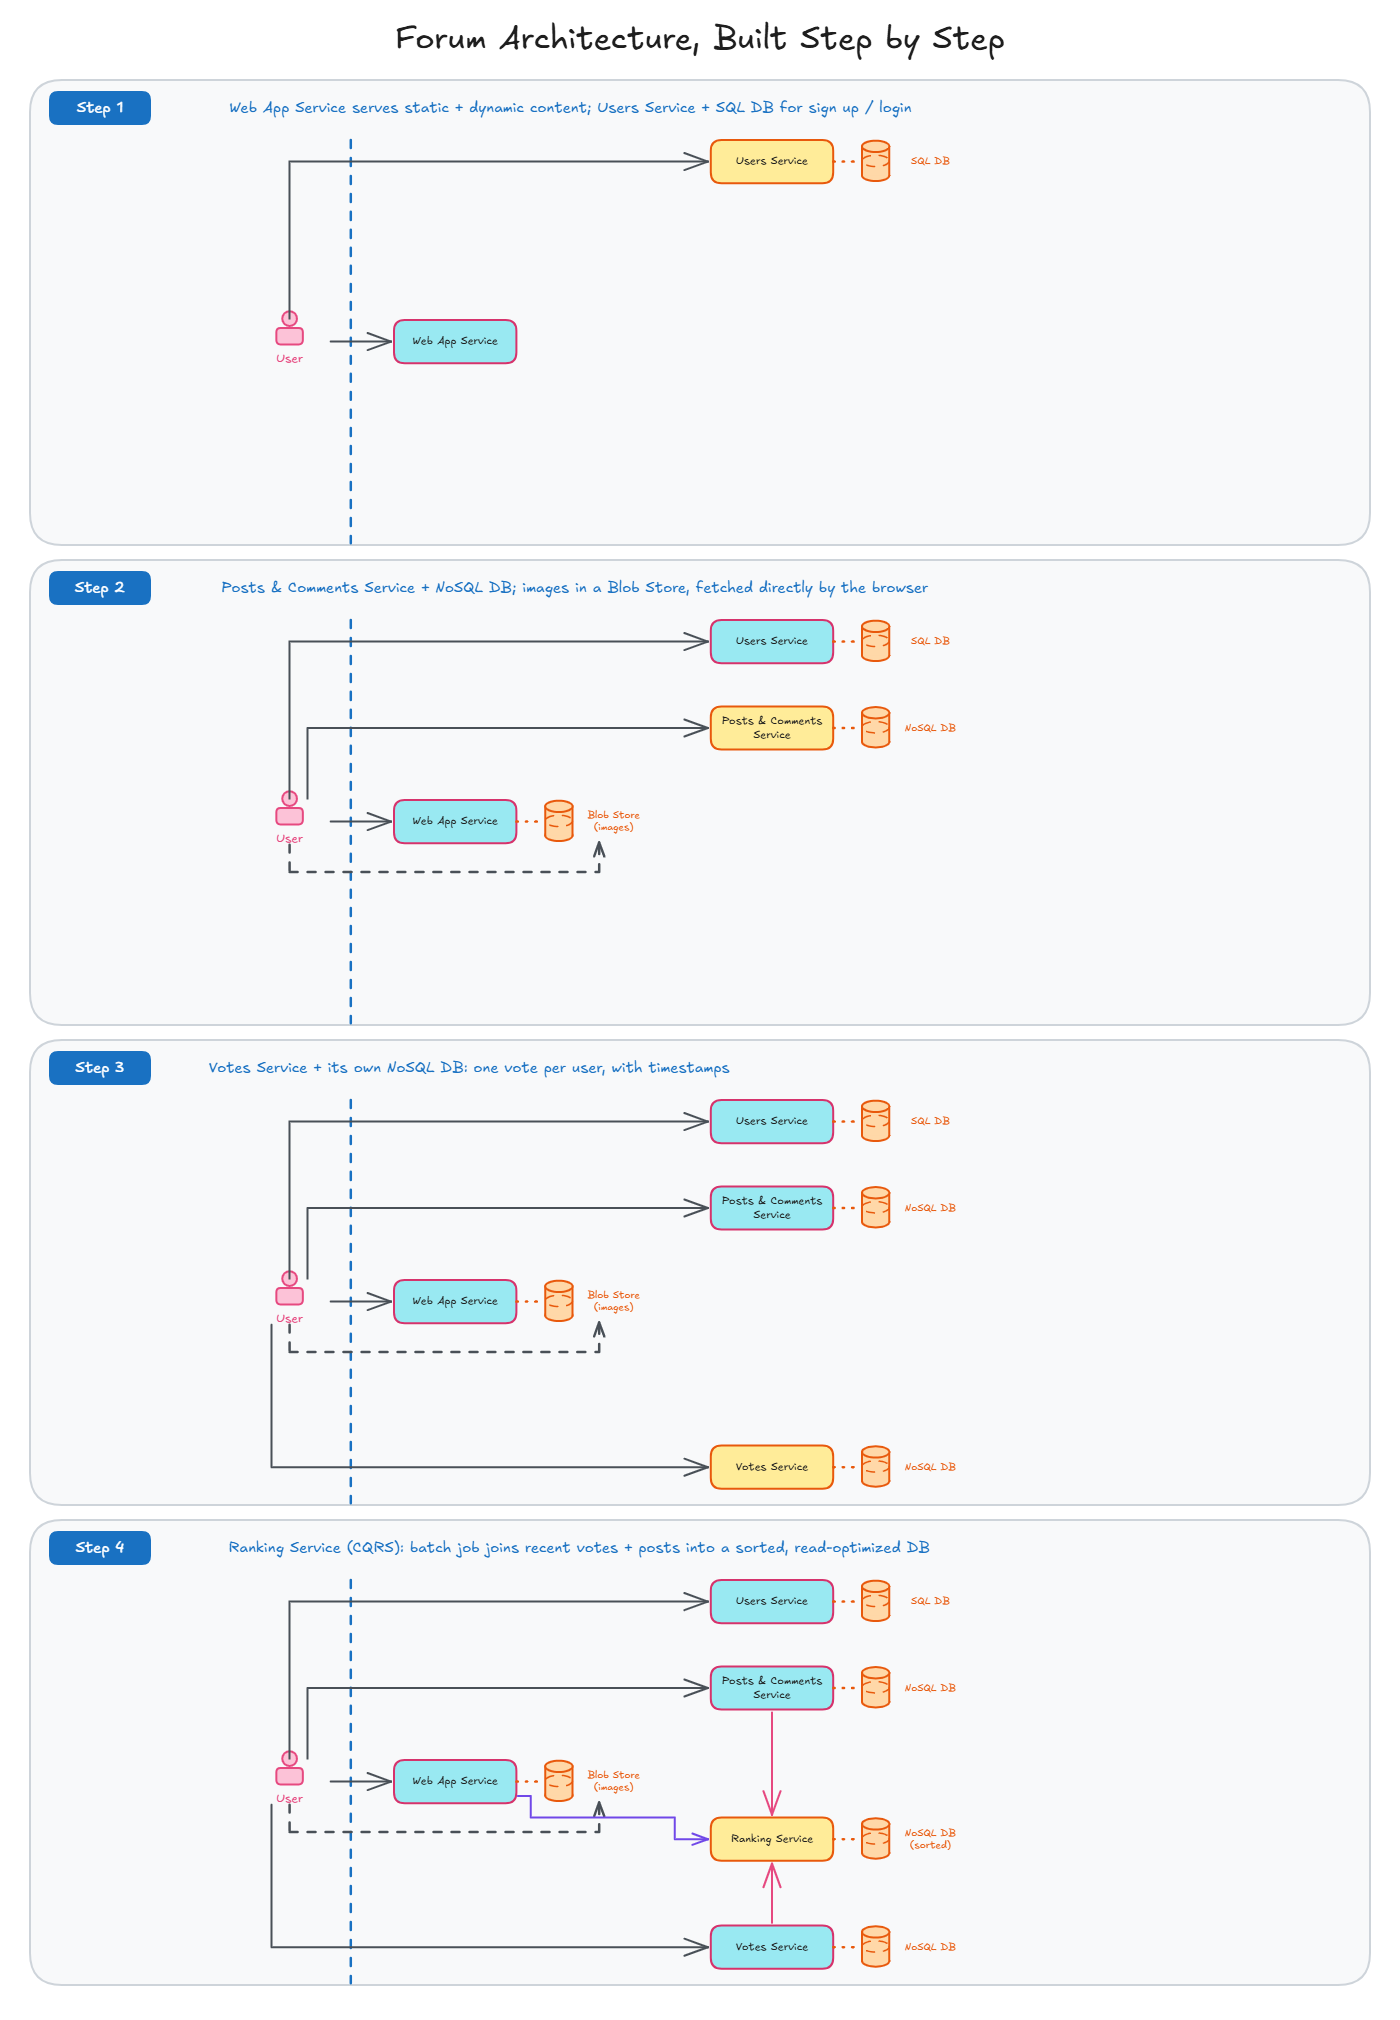 Forum Architecture, Built Step by Step
Step 1
Web App Service serves static + dynamic content; Users Service + SQL DB for sign up / login
Users Service
SQL DB
User
Web App Service
Step 2
Posts & Comments Service + NoSQL DB; images in a Blob Store, fetched directly by the browser
Users Service
SQL DB
Posts & Comments
Service
NoSQL DB
User
Web App Service
Blob Store
(images)
Step 3
Votes Service + its own NoSQL DB: one vote per user, with timestamps
Users Service
SQL DB
Posts & Comments
Service
NoSQL DB
User
Web App Service
Blob Store
(images)
Votes Service
NoSQL DB
Step 4
Ranking Service (CQRS): batch job joins recent votes + posts into a sorted, read-optimized DB
Users Service
SQL DB
Posts & Comments
Service
NoSQL DB
User
Web App Service
Blob Store
(images)
Ranking Service
NoSQL DB
(sorted)
Votes Service
NoSQL DB